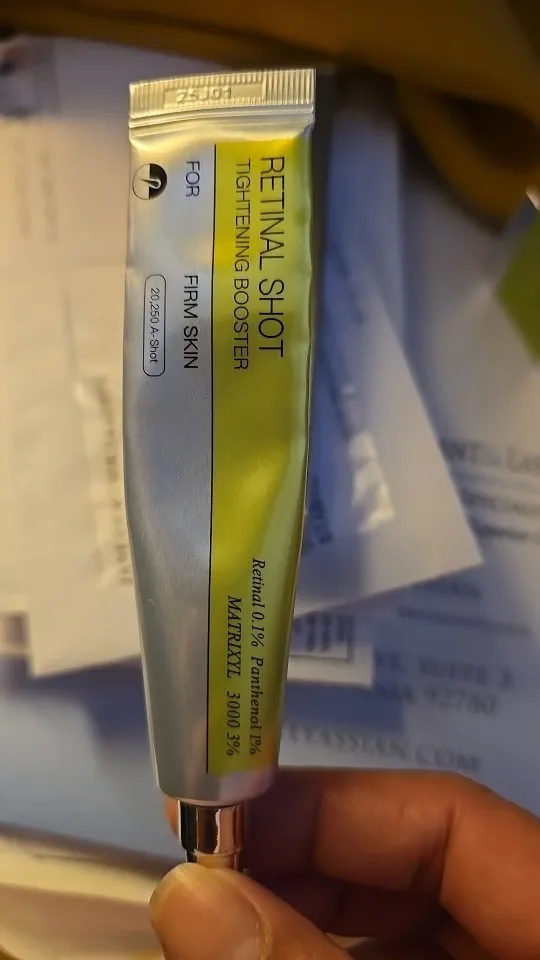 25J01
RETINAL SHOT
TIGHTENING BOOSTER
FOR FIRM SKIN
20,250 A-Shot
Retinal 0.1% Panthenol 1%
MATRIXYL 3000 3%
92780